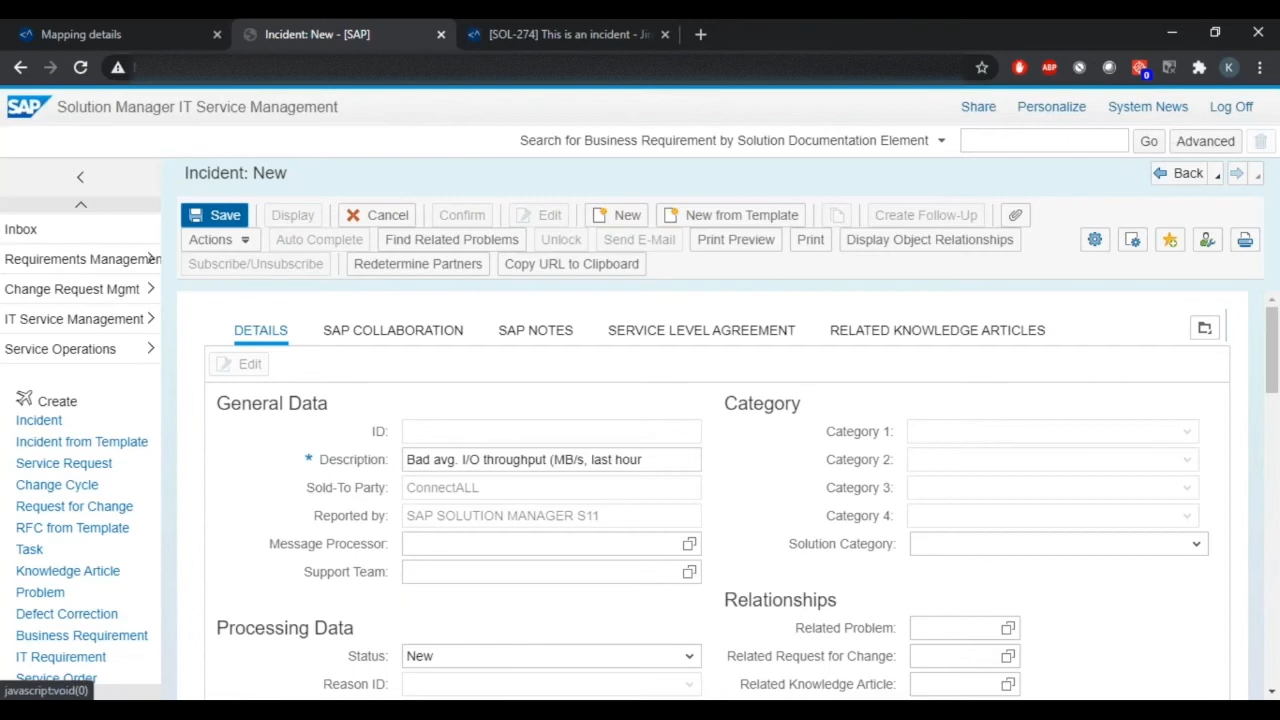 Mapping details
Incident: New - [SAP]
[SOL-274] This is an incident - Ji
ABP
0
K
SAP
Solution Manager IT Service Management
Share
Personalize
System News
Log Off
Search for Business Requirement by Solution Documentation Element
Go
Advanced
Incident: New
Back
Save
Display
Cancel
Confirm
Edit
New
New from Template
Create Follow-Up
Actions
Auto Complete
Find Related Problems
Unlock
Send E-Mail
Print Preview
Print
Display Object Relationships
Subscribe/Unsubscribe
Redetermine Partners
Copy URL to Clipboard
Inbox
Requirements Managemen
Change Request Mgmt
IT Service Management
Service Operations
Create
Incident
Incident from Template
Service Request
Change Cycle
Request for Change
RFC from Template
Task
Knowledge Article
Problem
Defect Correction
Business Requirement
IT Requirement
Service Order
javascript:void(0)
DETAILS
SAP COLLABORATION
SAP NOTES
SERVICE LEVEL AGREEMENT
RELATED KNOWLEDGE ARTICLES
Edit
General Data
ID:
* Description: Bad avg. I/O throughput (MB/s, last hour
Sold-To Party: ConnectALL
Reported by: SAP SOLUTION MANAGER S11
Message Processor:
Support Team:
Processing Data
Status: New
Reason ID:
Category
Category 1:
Category 2:
Category 3:
Category 4:
Solution Category:
Relationships
Related Problem:
Related Request for Change:
Related Knowledge Article: